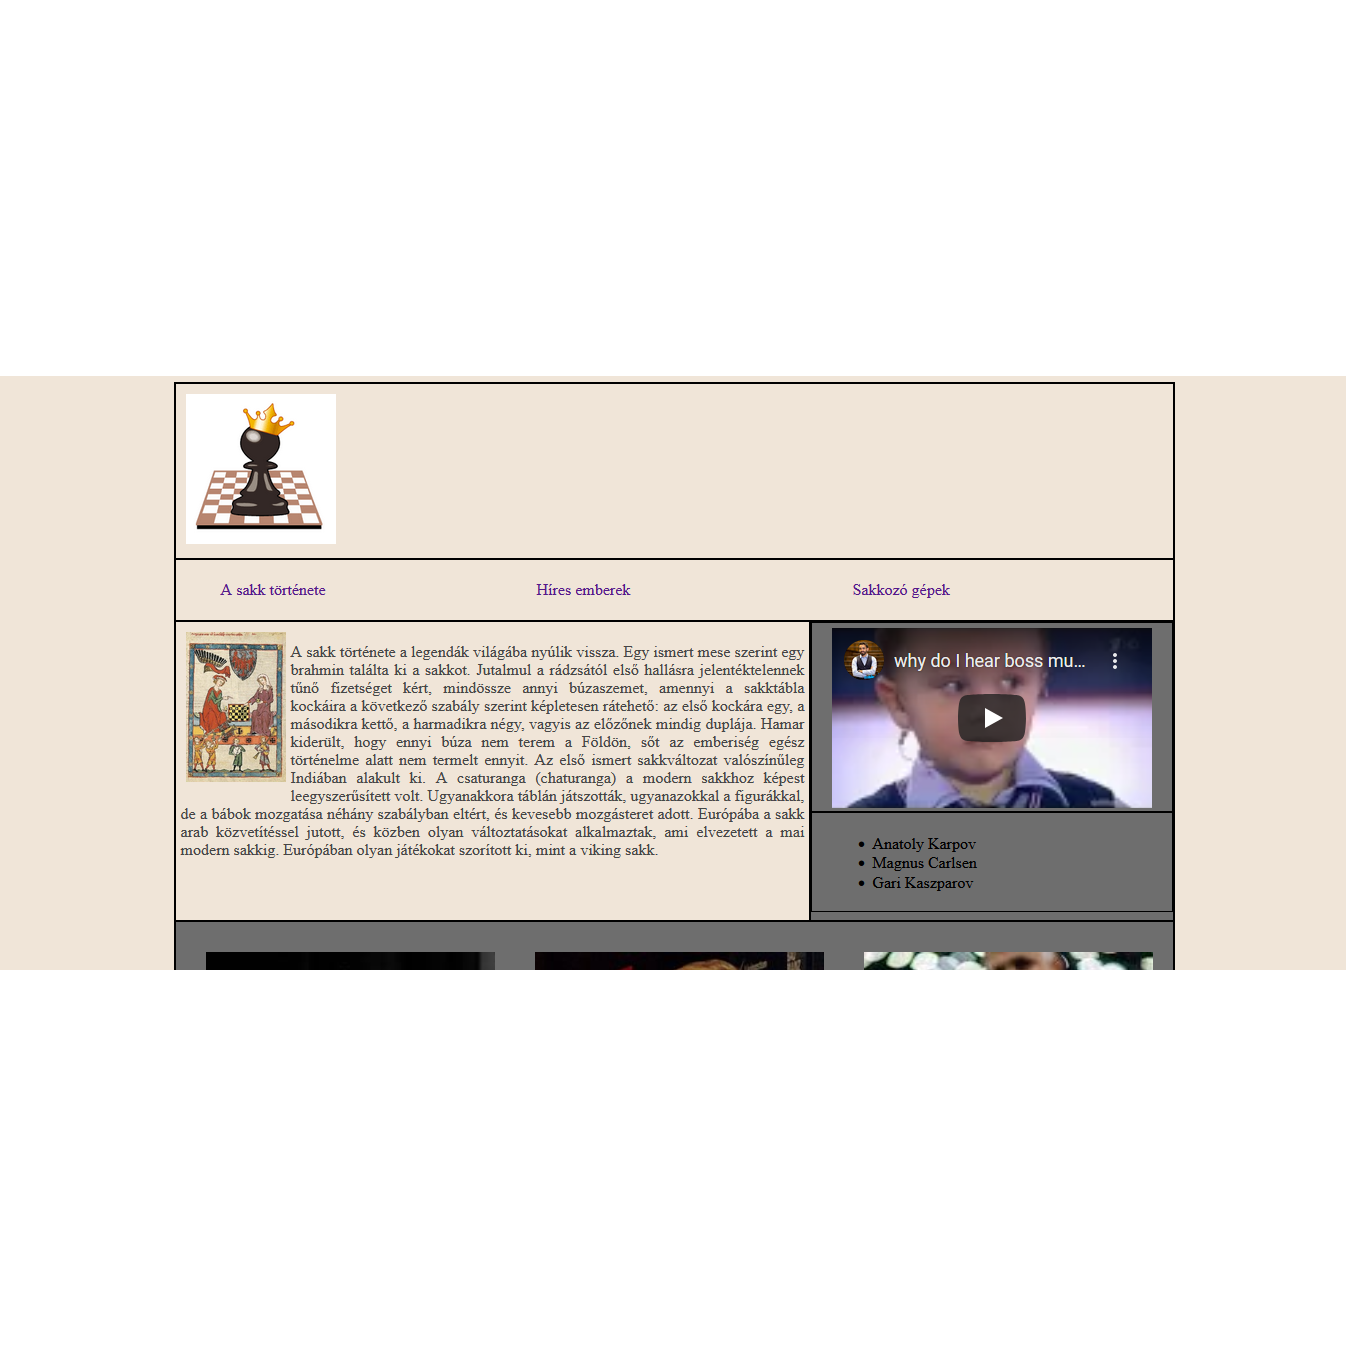 A sakk története
Híres emberek
Sakkozó gépek
A sakk története a legendák világába nyúlik vissza. Egy ismert mese szerint egy
brahmin találta ki a sakkot. Jutalmul a rádzsától első hallásra jelentéktelennek
tűnő fizetséget kért, mindössze annyi búzaszemet, amennyi a sakktábla
kockáira a következő szabály szerint képletesen rátehető: az első kockára egy, a
másodikra kettő, a harmadikra négy, vagyis az előzőnek mindig duplája. Hamar
kiderült, hogy ennyi búza nem terem a Földön, sőt az emberiség egész
történelme alatt nem termelt ennyit. Az első ismert sakkváltozat valószínűleg
Indiában alakult ki. A csaturanga (chaturanga) a modern sakkhoz képest
leegyszerűsített volt. Ugyanakkora táblán játszották, ugyanazokkal a figurákkal,
de a bábok mozgatása néhány szabályban eltért, és kevesebb mozgásteret adott. Európába a sakk
arab közvetítéssel jutott, és közben olyan változtatásokat alkalmaztak, ami elvezetett a mai
modern sakkig. Európában olyan játékokat szorított ki, mint a viking sakk.
why do I hear boss mu...
Anatoly Karpov
Magnus Carlsen
Gari Kaszparov